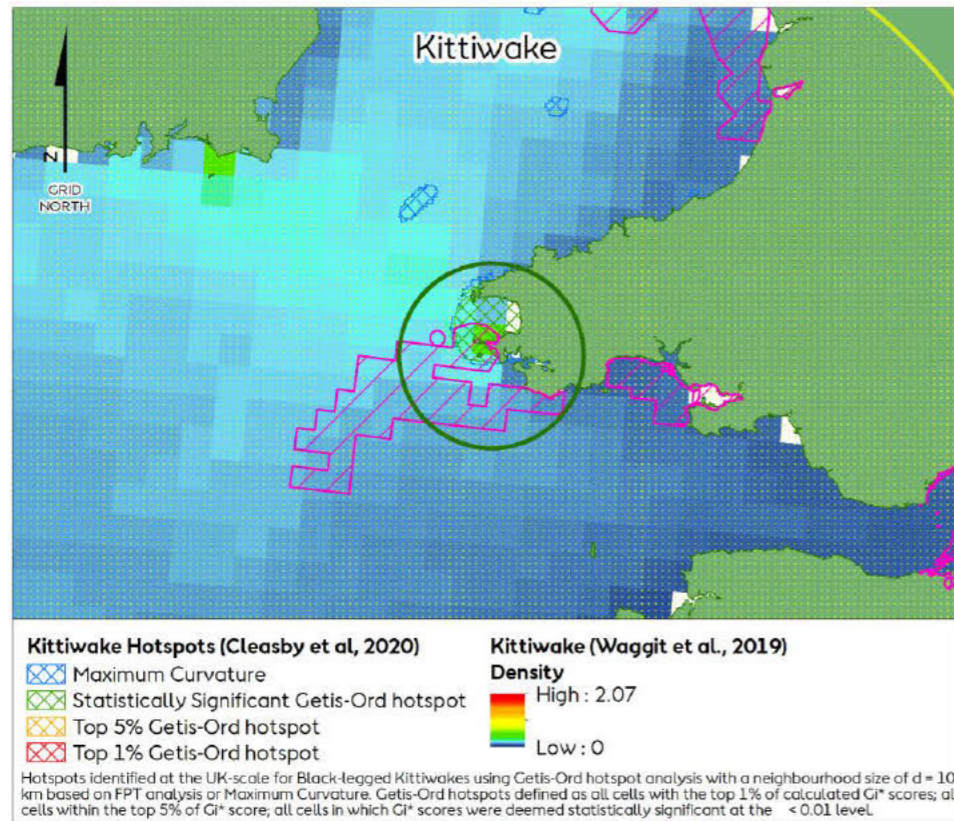 Kittiwake
N
GRID
NORTH
Kittiwake Hotspots (Cleasby et al, 2020)
Maximum Curvature
Statistically Significant Getis-Ord hotspot
Top 5% Getis-Ord hotspot
Top 1% Getis-Ord hotspot
Kittiwake (Waggit et al., 2019)
Density
High : 2.07
Low : 0
Hotspots identified at the UK-scale for Black-legged Kittiwakes using Getis-Ord hotspot analysis with a neighbourhood size of d = 10
km based on FPT analysis or Maximum Curvature. Getis-Ord hotspots defined as all cells with the top 1% of calculated Gi* scores; al
cells within the top 5% of Gi* score; all cells in which Gi* scores were deemed statistically significant at the < 0.01 level.